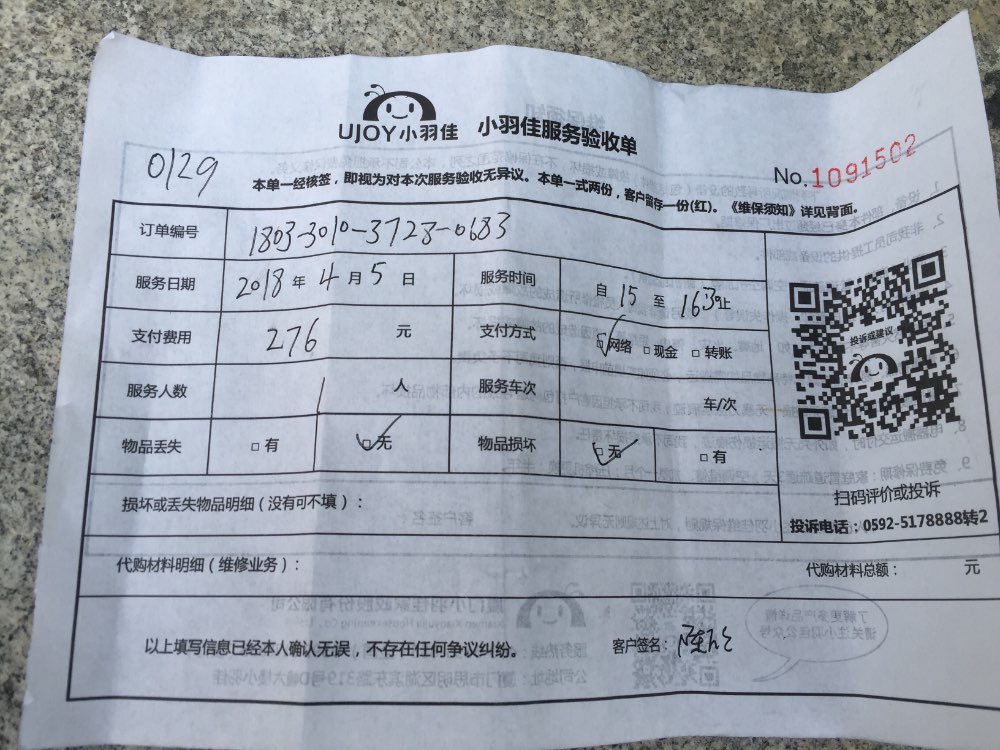 UJOY小羽佳 小羽佳服务验收单
0129
No.1091502
本单一经核签，即视为对本次服务验收无异议。本单一式两份，客户留存一份(红)。《维保须知》详见背面。
订单编号 1803-3010-3728-0683
服务日期 2018年4月5日 服务时间 自15至1630止
支付费用 276元 支付方式 ☑网络 □现金 □转账
服务人数 1人 服务车次 车/次
物品丢失 □有 ☑无 物品损坏 ☑无 □有
投诉或建议
扫码评价或投诉
投诉电话：0592-5178888转2
损坏或丢失物品明细（没有可不填）：
代购材料明细（维修业务）： 代购材料总额： 元
以上填写信息已经本人确认无误，不存在任何争议纠纷。 客户签名：陈